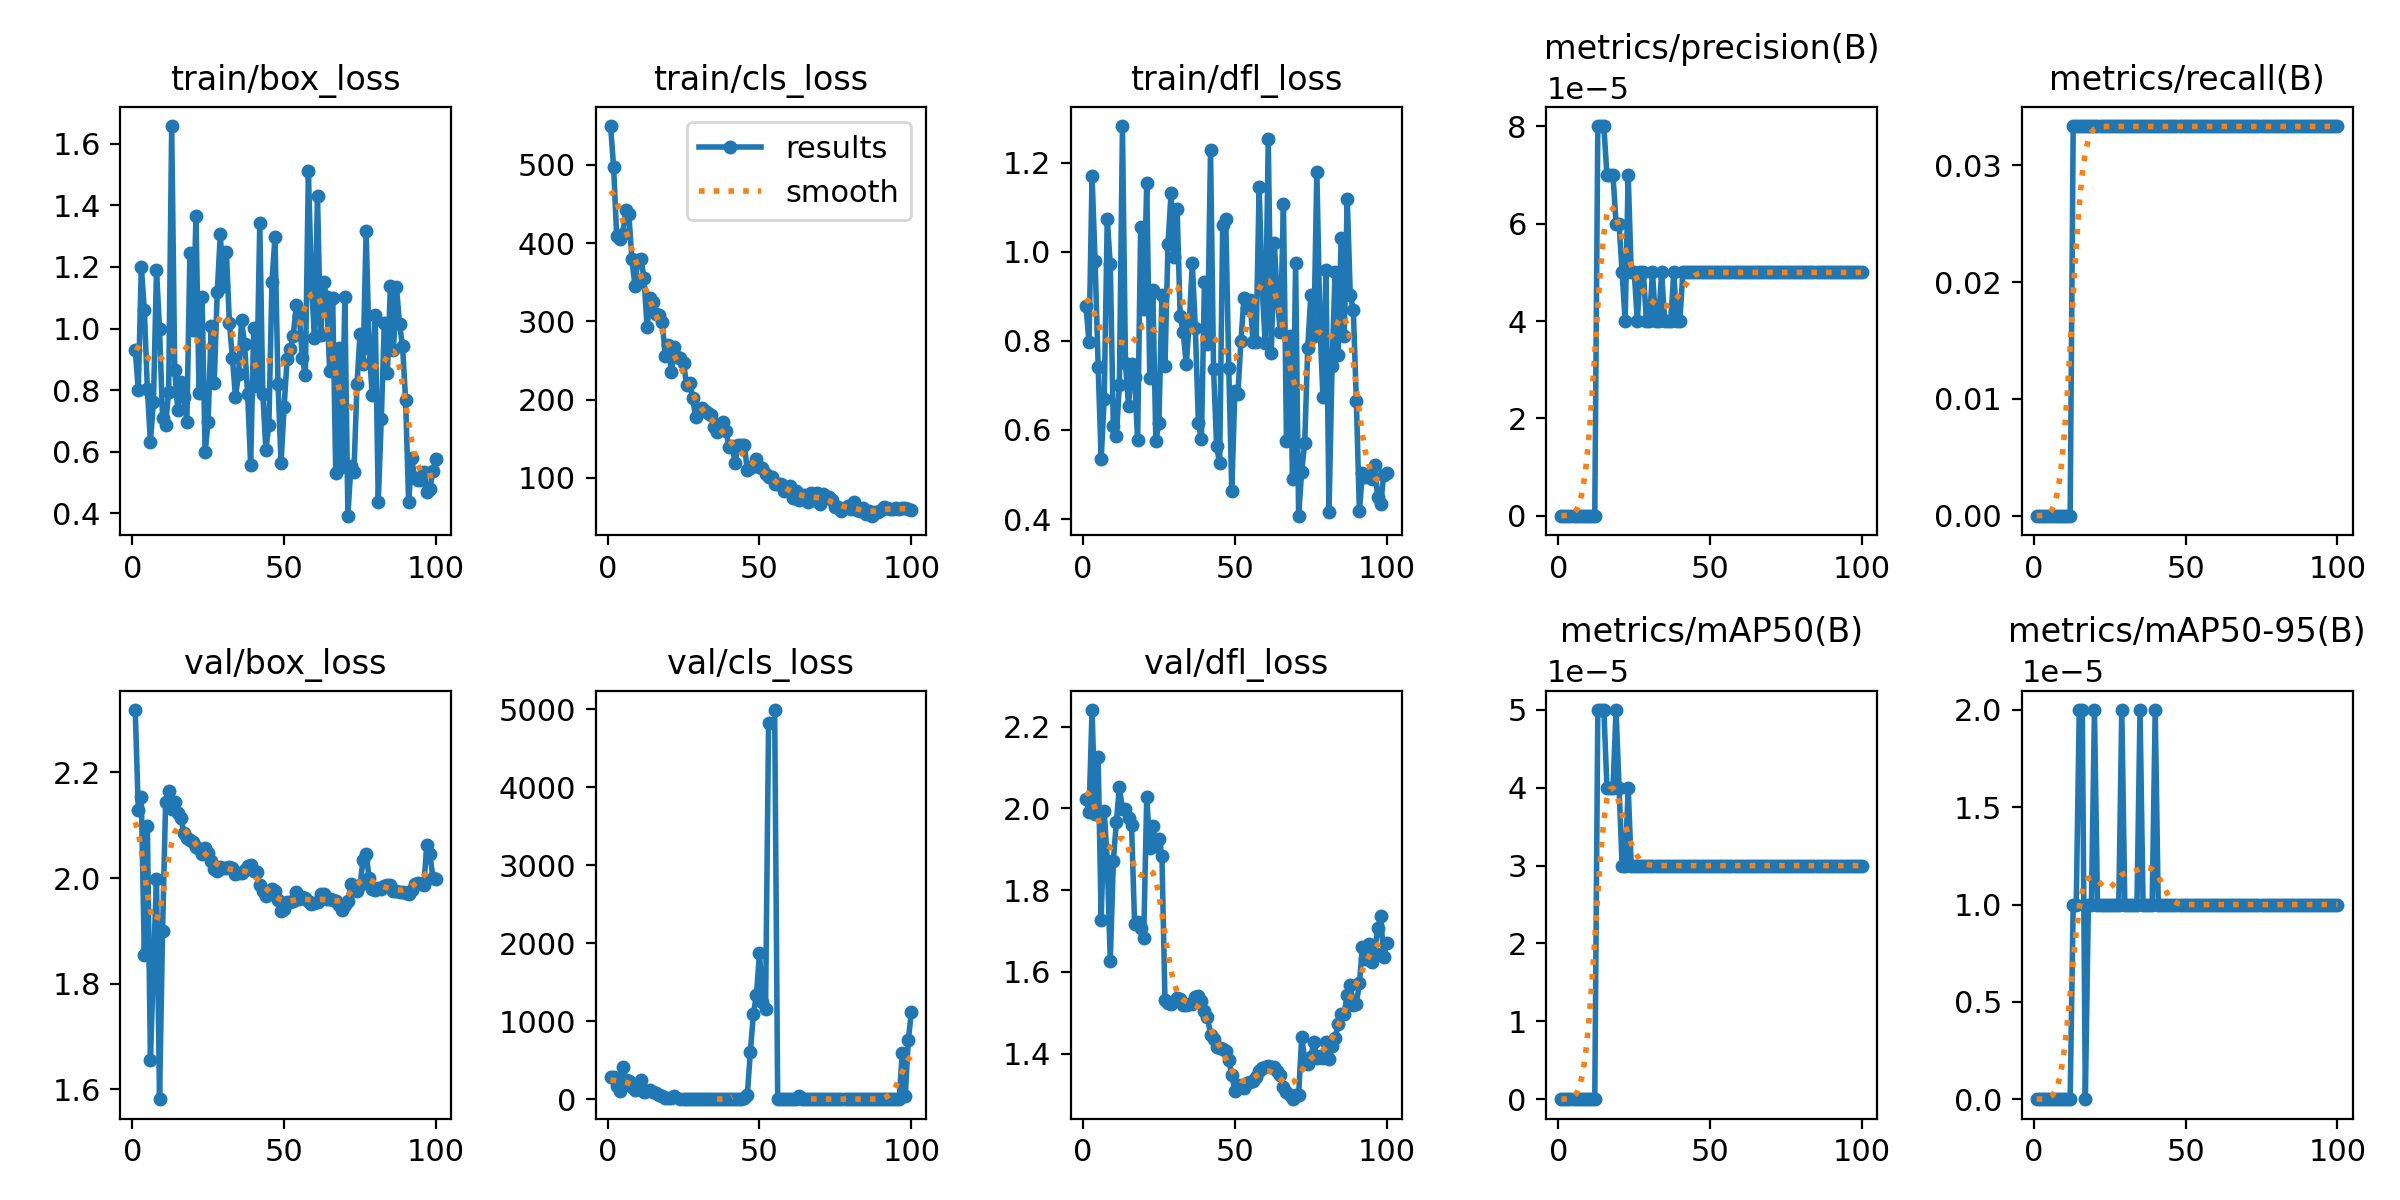 train/box_loss
1.6
1.4
1.2
1.0
0.8
0.6
0.4
0 50 100
train/cls_loss
results
smooth
500
400
300
200
100
0 50 100
train/dfl_loss
1.2
1.0
0.8
0.6
0.4
0 50 100
metrics/precision(B)
1e−5
8
6
4
2
0
0 50 100
metrics/recall(B)
0.03
0.02
0.01
0.00
0 50 100
val/box_loss
2.2
2.0
1.8
1.6
0 50 100
val/cls_loss
5000
4000
3000
2000
1000
0
0 50 100
val/dfl_loss
2.2
2.0
1.8
1.6
1.4
0 50 100
metrics/mAP50(B)
1e−5
5
4
3
2
1
0
0 50 100
metrics/mAP50-95(B)
1e−5
2.0
1.5
1.0
0.5
0.0
0 50 100